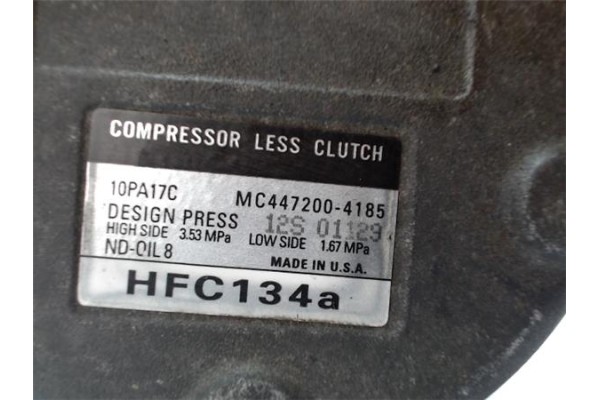 COMPRESSOR LESS CLUTCH
10PA17C MC447200-4185
DESIGN PRESS 12S 01129
HIGH SIDE 3.53 MPa LOW SIDE 1.67 MPa
ND-OIL 8 MADE IN U.S.A.
HFC134a